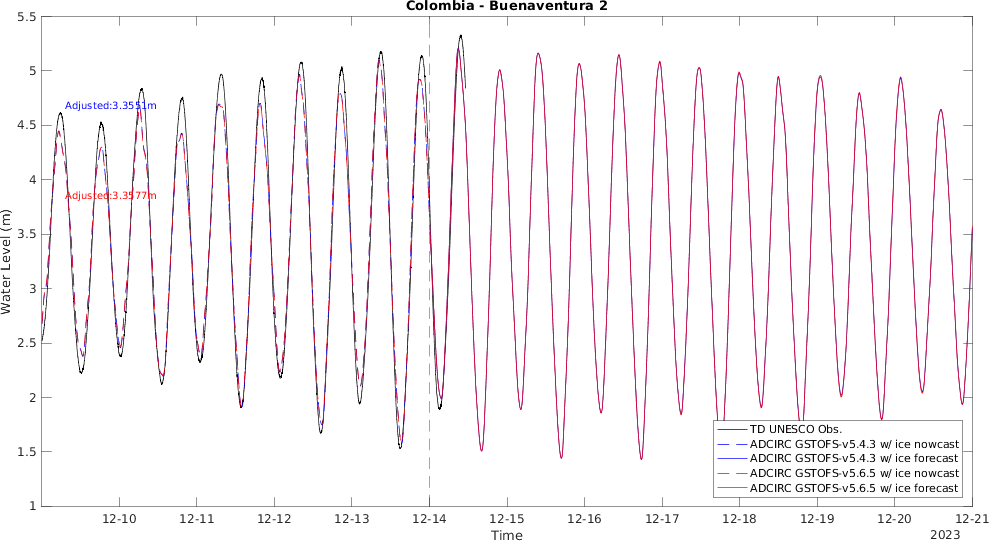 Colombia - Buenaventura 2
5.5
5
4.5
4
3.5
3
2.5
2
1.5
1
Water Level (m)
Adjusted:3.3551m
Adjusted:3.3577m
TD UNESCO Obs.
ADCIRC GSTOFS-v5.4.3 w/ ice nowcast
ADCIRC GSTOFS-v5.4.3 w/ ice forecast
ADCIRC GSTOFS-v5.6.5 w/ ice nowcast
ADCIRC GSTOFS-v5.6.5 w/ ice forecast
12-10 12-11 12-12 12-13 12-14 12-15 12-16 12-17 12-18 12-19 12-20 12-21
Time
2023